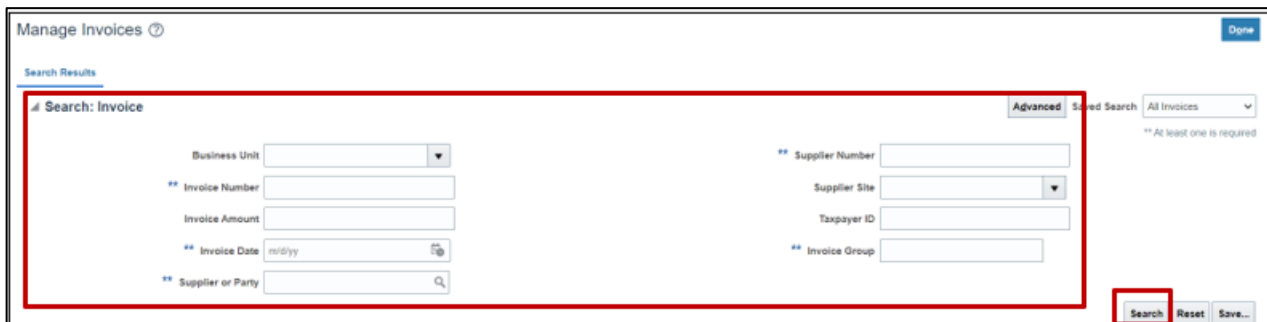 Manage Invoices ?
Done
Search Results
Search: Invoice
Advanced Saved Search All Invoices
** At least one is required
Business Unit
** Supplier Number
** Invoice Number
Supplier Site
Invoice Amount
Taxpayer ID
** Invoice Date m/d/yy
** Invoice Group
** Supplier or Party
Search Reset Save...